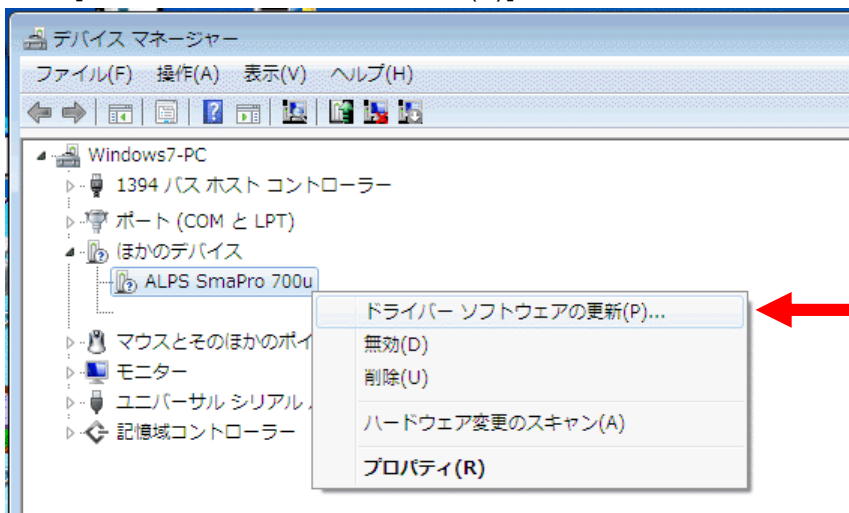 デバイス マネージャー
ファイル(F) 操作(A) 表示(V) ヘルプ(H)
Windows7-PC
1394 バス ホスト コントローラー
ポート (COM と LPT)
ほかのデバイス
ALPS SmaPro 700u
ドライバー ソフトウェアの更新(P)...
マウスとそのほかのポイ
無効(D)
モニター
削除(U)
ユニバーサル シリアル
ハードウェア変更のスキャン(A)
記憶域コントローラー
プロパティ(R)